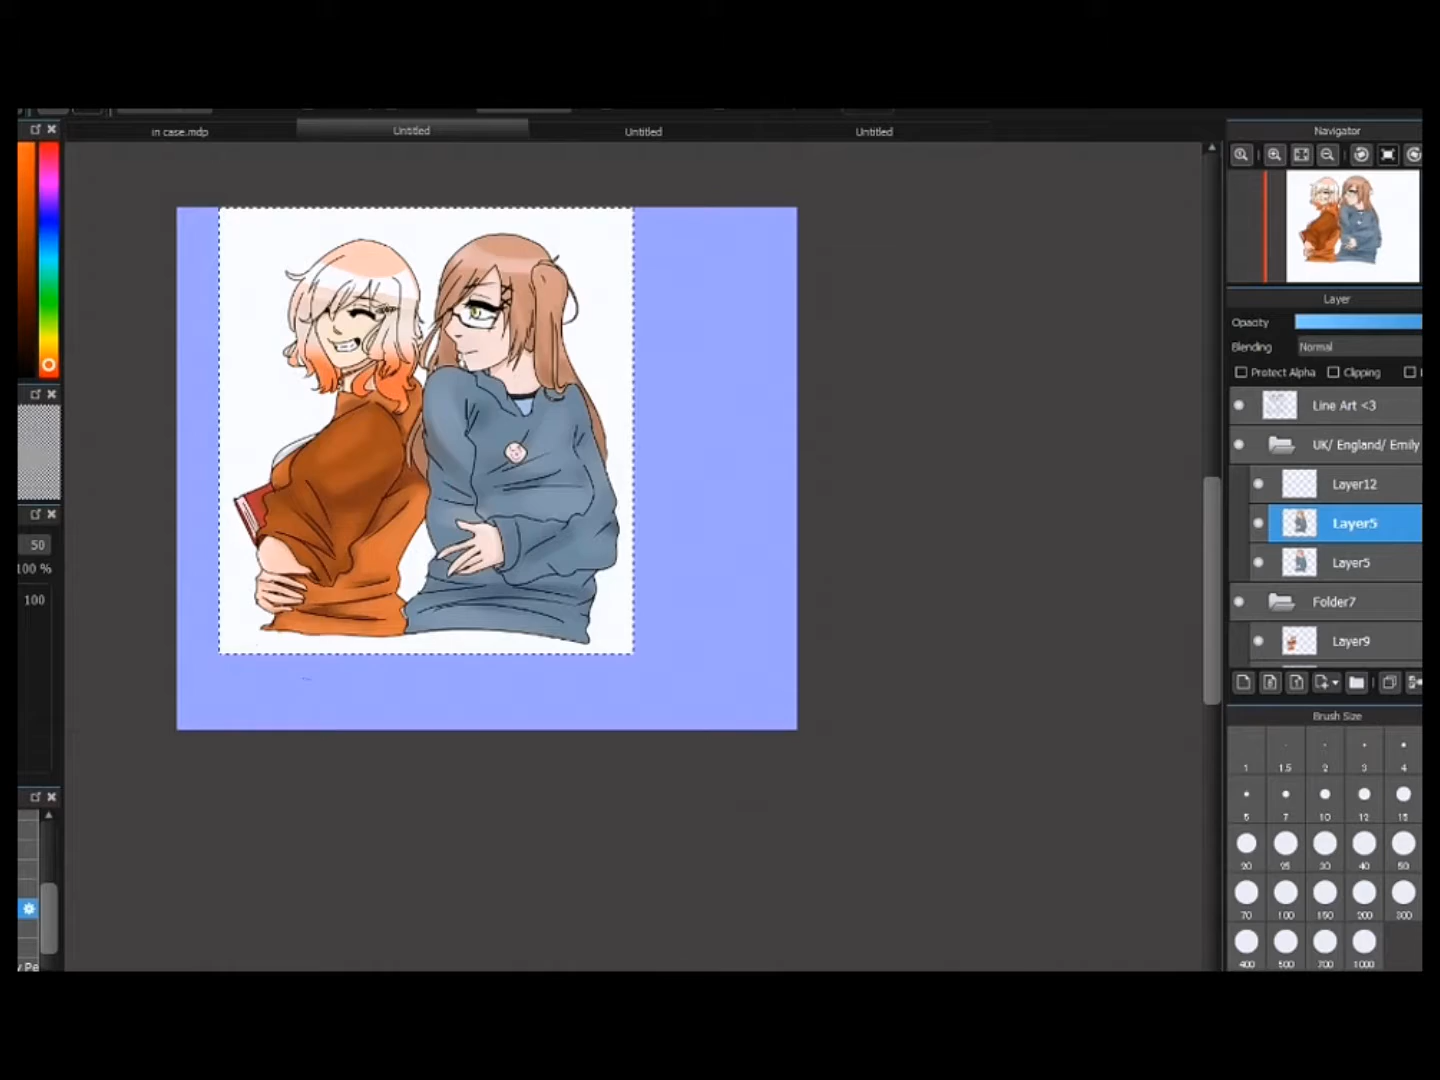 in case.mdp
Untitled
Untitled
Untitled
Navigator
Layer
Opacity
Blending
Normal
Protect Alpha
Clipping
Line Art <3
UK/ England/ Emily
Layer12
Layer5
Layer5
Folder7
Layer9
50
100 %
100
Brush Size
1 1.5 2 3 4
5 7 10 12 15
20 25 30 40 50
70 100 150 200 300
400 500 700 1000